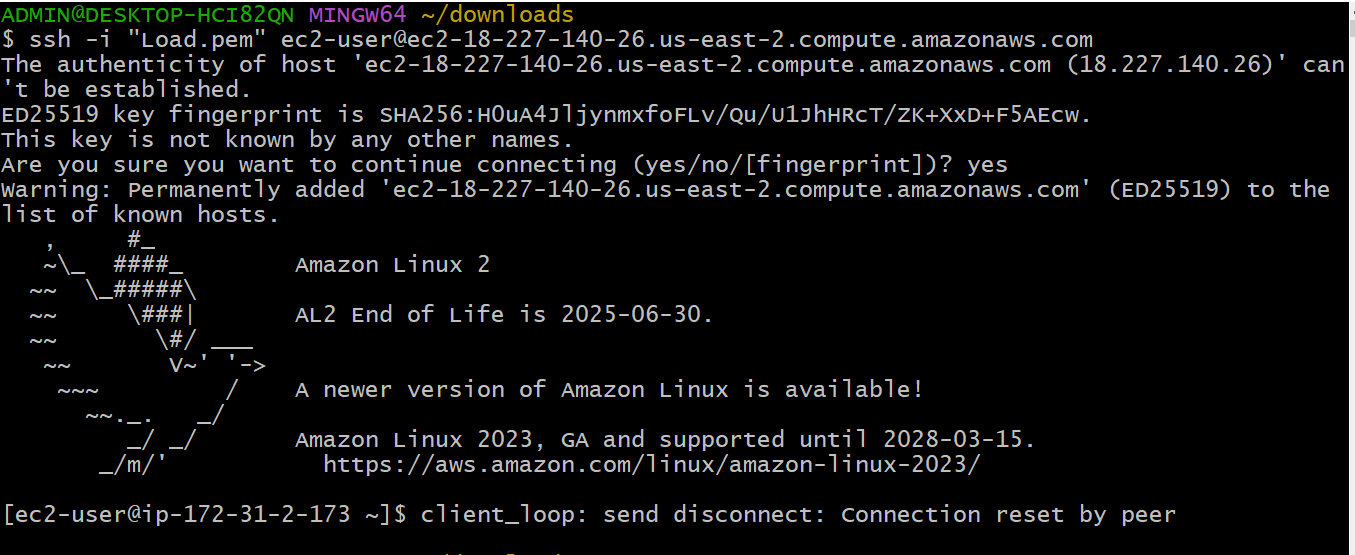 ADMIN@DESKTOP-HCI82QN MINGW64 ~/downloads
$ ssh -i "Load.pem" ec2-user@ec2-18-227-140-26.us-east-2.compute.amazonaws.com
The authenticity of host 'ec2-18-227-140-26.us-east-2.compute.amazonaws.com (18.227.140.26)' can
't be established.
ED25519 key fingerprint is SHA256:HOuA4JljynmxfoFLv/Qu/U1JhHRcT/ZK+XxD+F5AEcw.
This key is not known by any other names.
Are you sure you want to continue connecting (yes/no/[fingerprint])? yes
Warning: Permanently added 'ec2-18-227-140-26.us-east-2.compute.amazonaws.com' (ED25519) to the
list of known hosts.
   ,     #_
   ~\_  ####_        Amazon Linux 2
  ~~  \_#####\
  ~~     \###|       AL2 End of Life is 2025-06-30.
  ~~       \#/ ___
   ~~       V~' '->
    ~~~         /    A newer version of Amazon Linux is available!
      ~~._.   _/
         _/ _/       Amazon Linux 2023, GA and supported until 2028-03-15.
       _/m/'           https://aws.amazon.com/linux/amazon-linux-2023/
[ec2-user@ip-172-31-2-173 ~]$ client_loop: send disconnect: Connection reset by peer